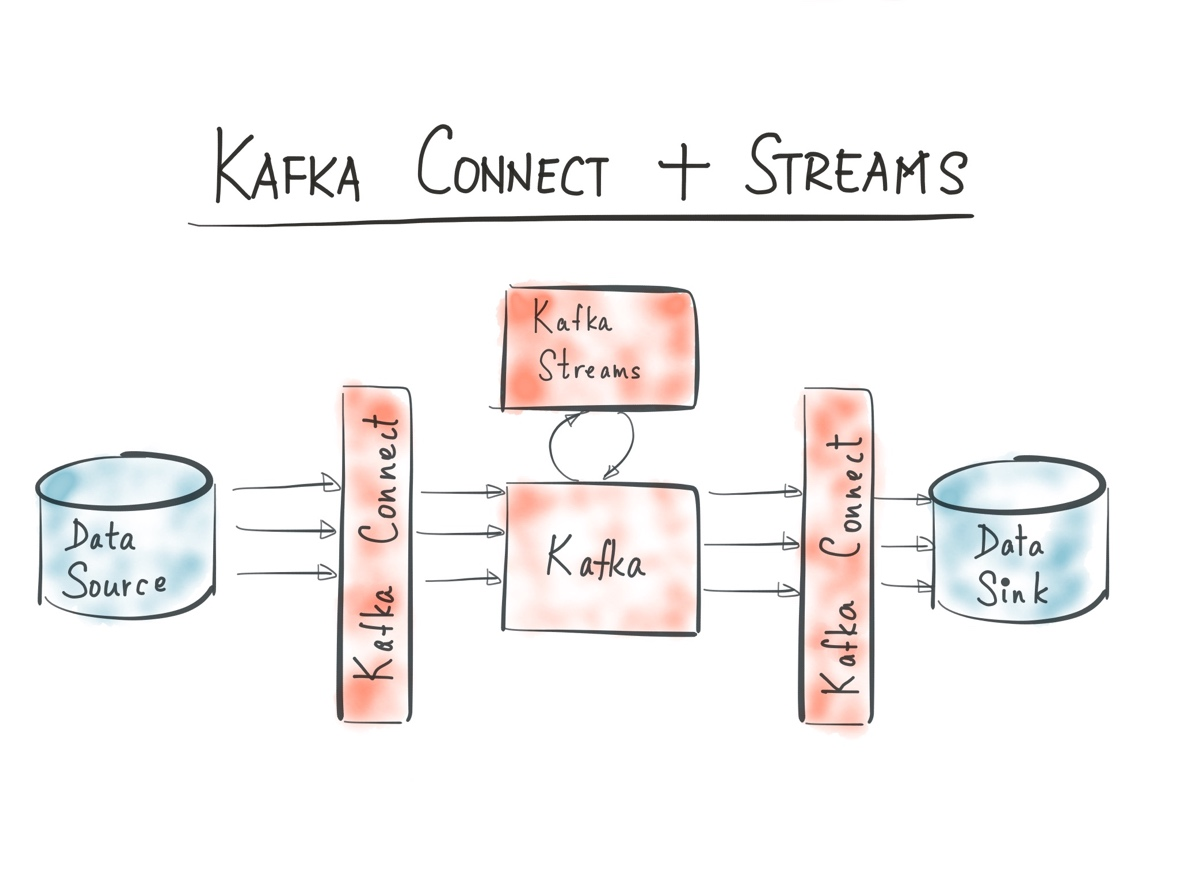 KAFKA CONNECT + STREAMS
Kafka
Streams
Data
Source
Kafka Connect
Kafka
Kafka Connect
Data
Sink